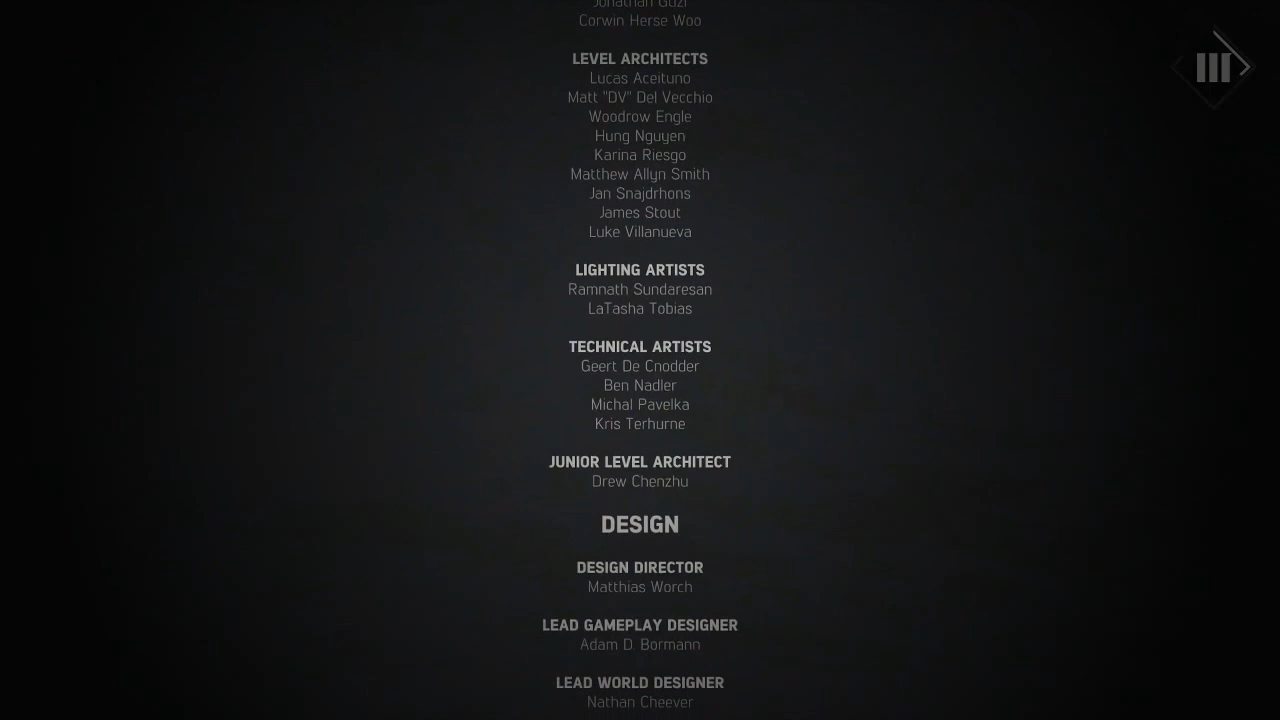 Jonathan Guzi
Corwin Herse Woo
LEVEL ARCHITECTS
Lucas Aceituno
Matt "DV" Del Vecchio
Woodrow Engle
Hung Nguyen
Karina Riesgo
Matthew Allyn Smith
Jan Snajdrhons
James Stout
Luke Villanueva
LIGHTING ARTISTS
Ramnath Sundaresan
LaTasha Tobias
TECHNICAL ARTISTS
Geert De Cnodder
Ben Nadler
Michal Pavelka
Kris Terhurne
JUNIOR LEVEL ARCHITECT
Drew Chenzhu
DESIGN
DESIGN DIRECTOR
Matthias Worch
LEAD GAMEPLAY DESIGNER
Adam D. Bormann
LEAD WORLD DESIGNER
Nathan Cheever